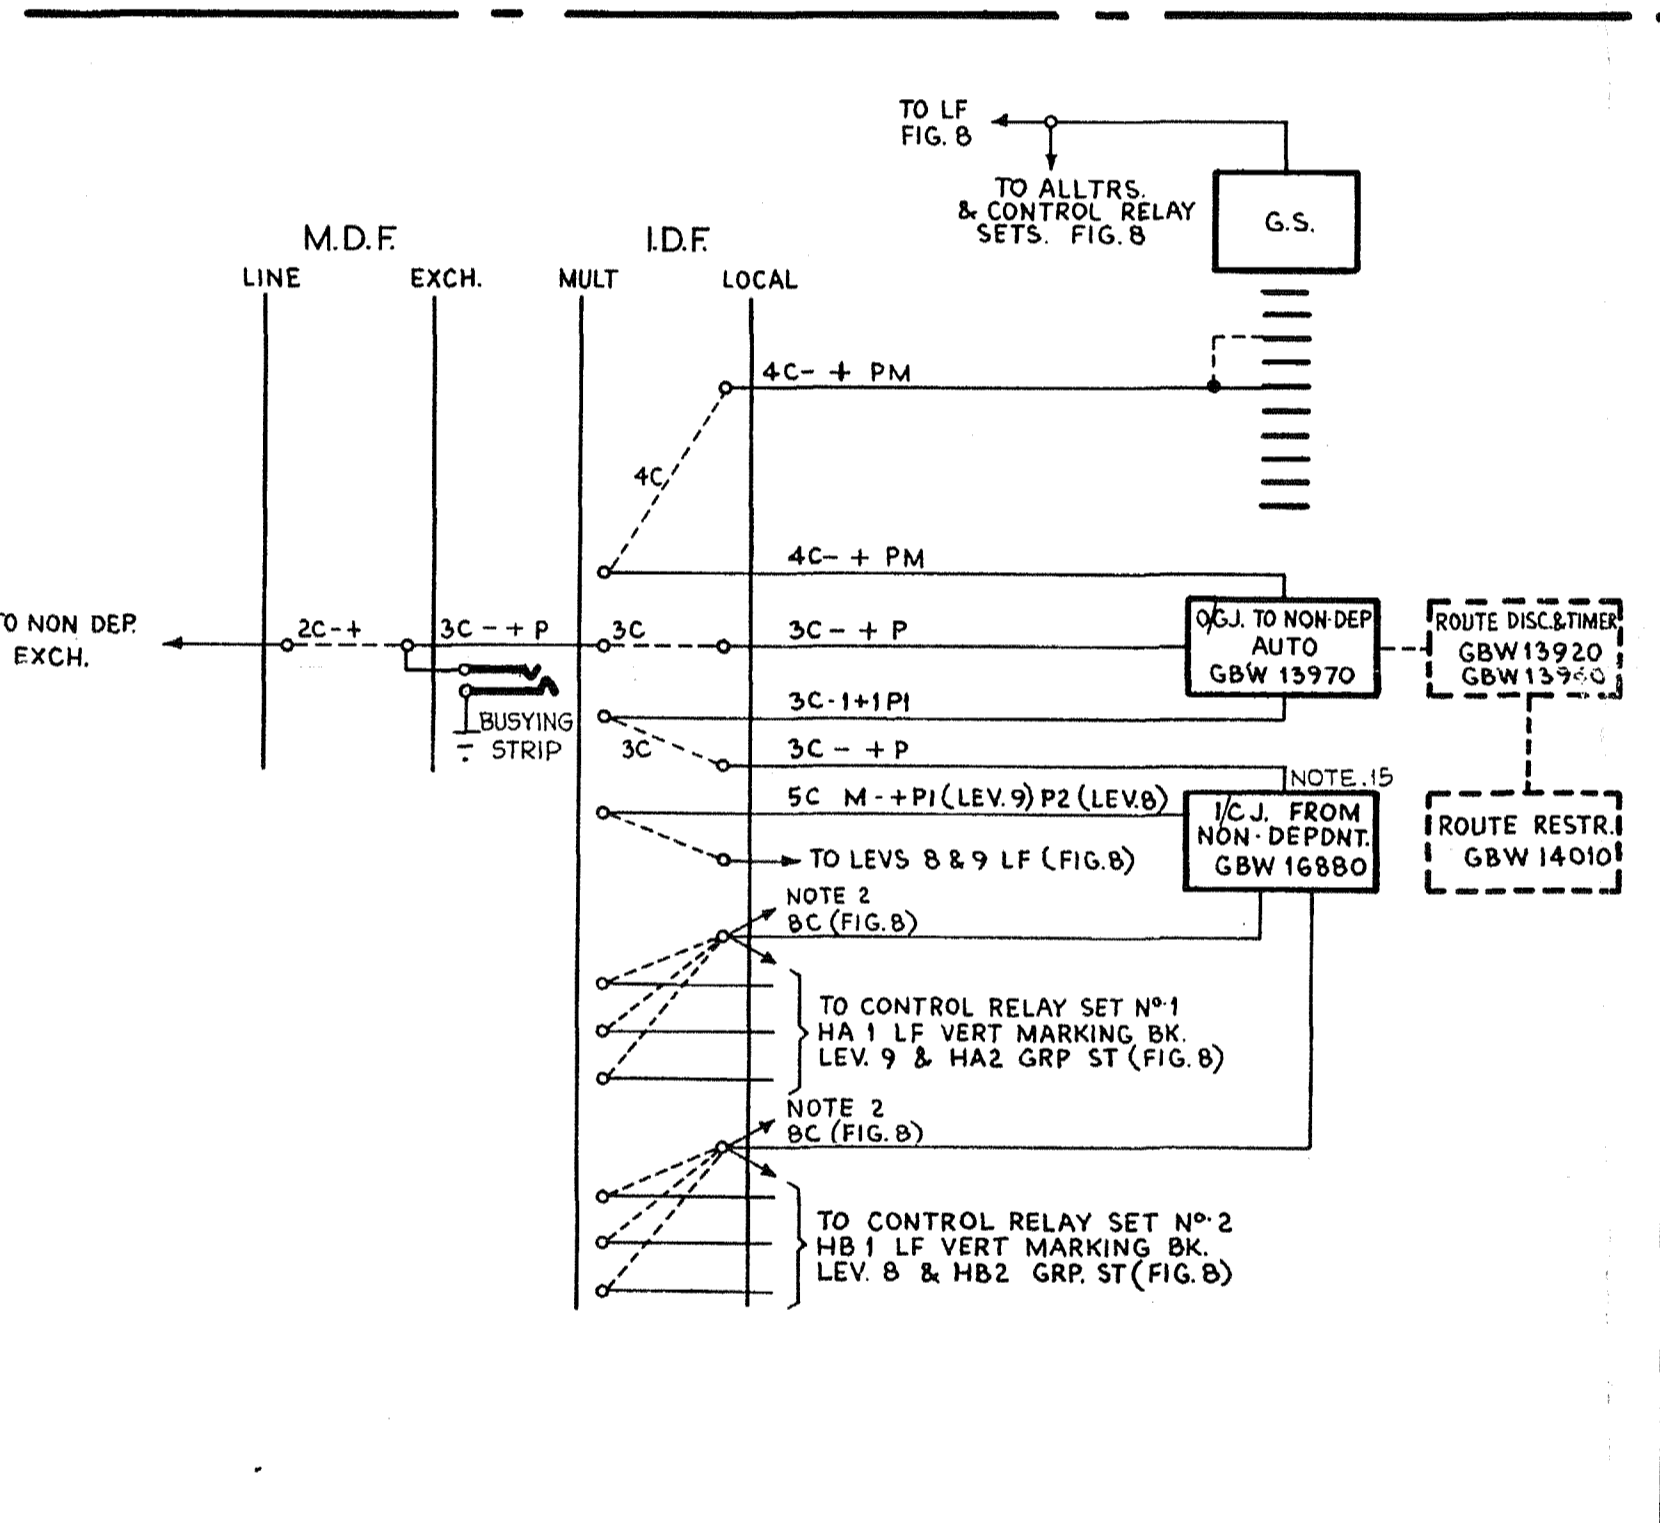 TO LF
FIG. 8
TO ALLTRS.
& CONTROL RELAY
SETS. FIG. 8
G.S.
M.D.F.
I.D.F.
LINE
EXCH.
MULT
LOCAL
4C- + PM
4C
4C- + PM
TO NON DEP.
EXCH.
2C-+
3C - + P
3C
3C - + P
O/GJ. TO NON-DEP
AUTO
GBW 13970
ROUTE DISC.&TIMER
GBW 13920
BUSYING
STRIP
3C-1+1P1
3C
3C - + P
NOTE.15
5C M-+P1(LEV.9)P2(LEV.8)
I/C J. FROM
NON-DEPDNT.
GBW 16880
ROUTE RESTR.
GBW 14010
TO LEVS 8 & 9 LF (FIG.8)
NOTE 2
8C (FIG. 8)
TO CONTROL RELAY SET Nº.1
HA 1 LF VERT MARKING BK.
LEV. 9 & HA2 GRP ST (FIG. 8)
NOTE 2
8C (FIG. 8)
TO CONTROL RELAY SET Nº.2
HB 1 LF VERT MARKING BK.
LEV. 8 & HB2 GRP. ST (FIG. 8)